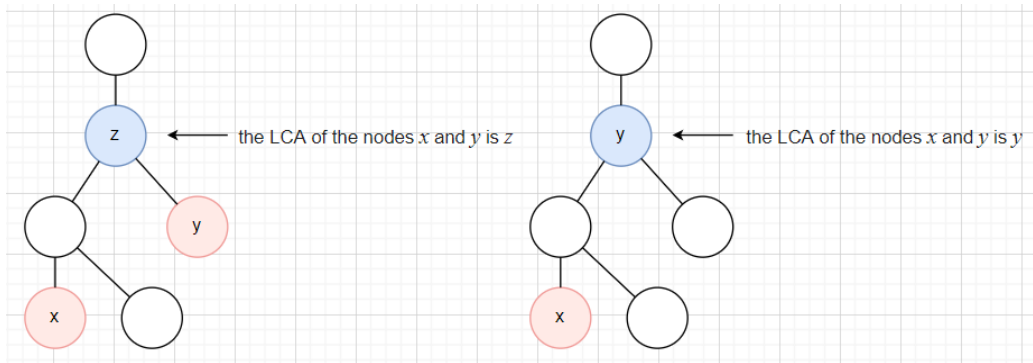 z
the LCA of the nodes x and y is z
y
x
y
the LCA of the nodes x and y is y
x